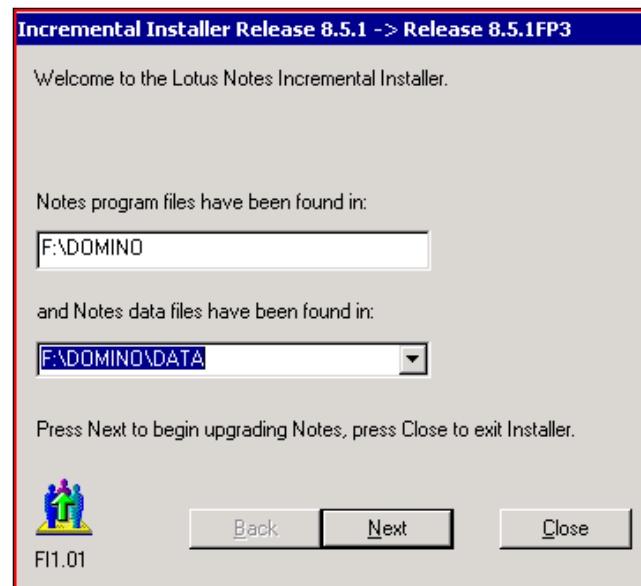 Incremental Installer Release 8.5.1 -> Release 8.5.1FP3
Welcome to the Lotus Notes Incremental Installer.
Notes program files have been found in:
F:\DOMINO
and Notes data files have been found in:
F:\DOMINO\DATA
Press Next to begin upgrading Notes, press Close to exit Installer.
Back Next Close
FI1.01